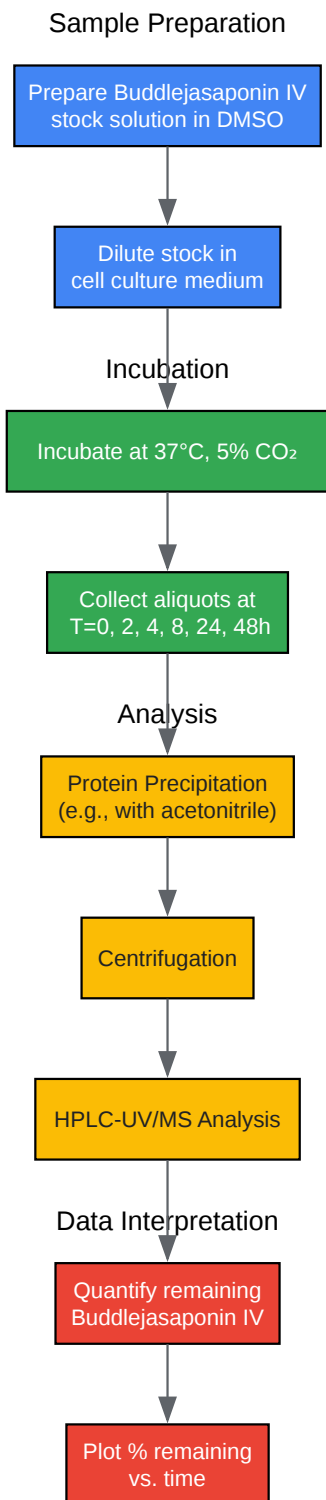 Sample Preparation
Prepare Buddlejasaponin IV
stock solution in DMSO
Dilute stock in
cell culture medium
Incubation
Incubate at 37°C, 5% CO₂
Collect aliquots at
T=0, 2, 4, 8, 24, 48h
Analysis
Protein Precipitation
(e.g., with acetonitrile)
Centrifugation
HPLC-UV/MS Analysis
Data Interpretation
Quantify remaining
Buddlejasaponin IV
Plot % remaining
vs. time